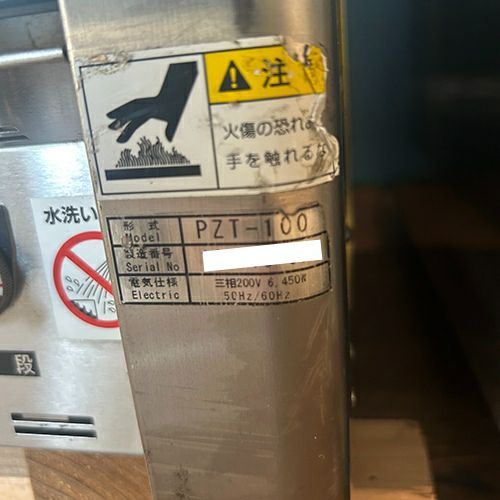 注
火傷の恐れ
手を触れるな
水洗い
形式 PZT-100
Model
製造番号
Serial No
電気仕様 三相200V 6,450W
Electric 50Hz/60Hz
段